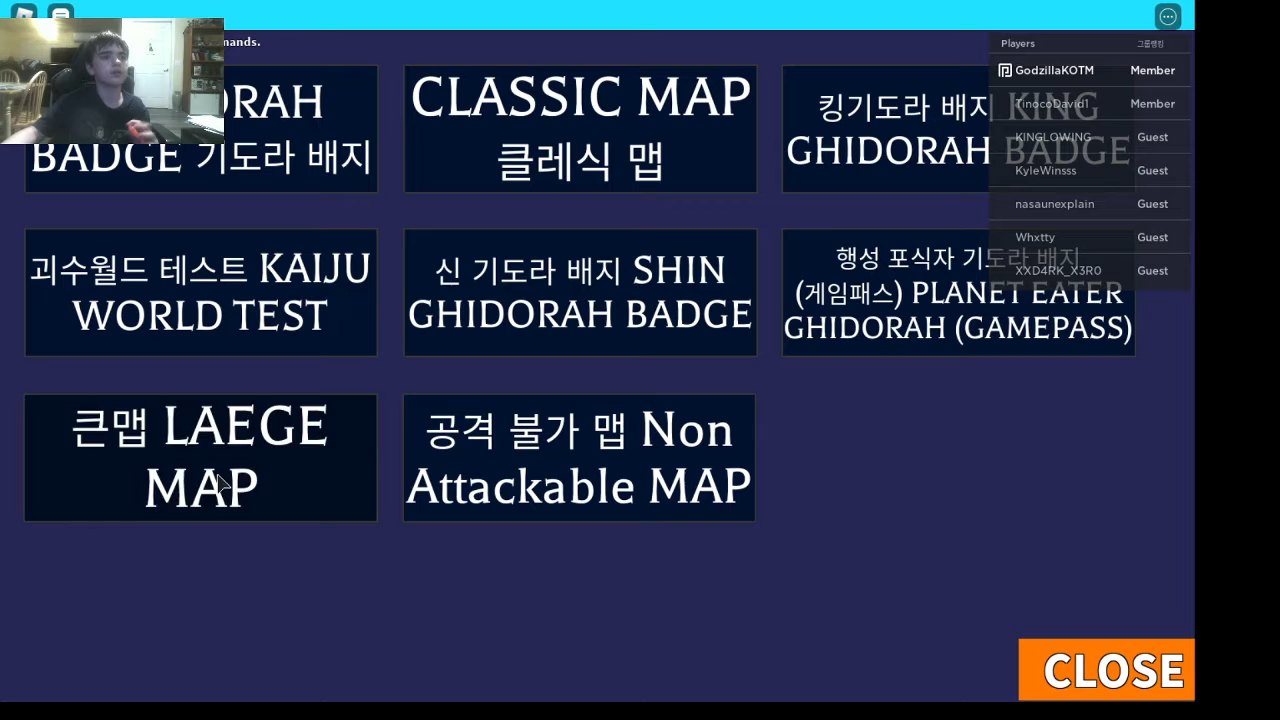 mands.
Players 그룹랭킹
GodzillaKOTM Member
TinocoDavid1 Member
KINGLOWING Guest
KyleWinsss Guest
nasaunexplain Guest
Whxtty Guest
XXD4RK_X3R0 Guest
ORAH
BADGE 기도라 배지
CLASSIC MAP
클레식 맵
킹기도라 배지 KING
GHIDORAH BADGE
괴수월드 테스트 KAIJU
WORLD TEST
신 기도라 배지 SHIN
GHIDORAH BADGE
행성 포식자 기도라 배지
(게임패스) PLANET EATER
GHIDORAH (GAMEPASS)
큰맵 LAEGE
MAP
공격 불가 맵 Non
Attackable MAP
CLOSE